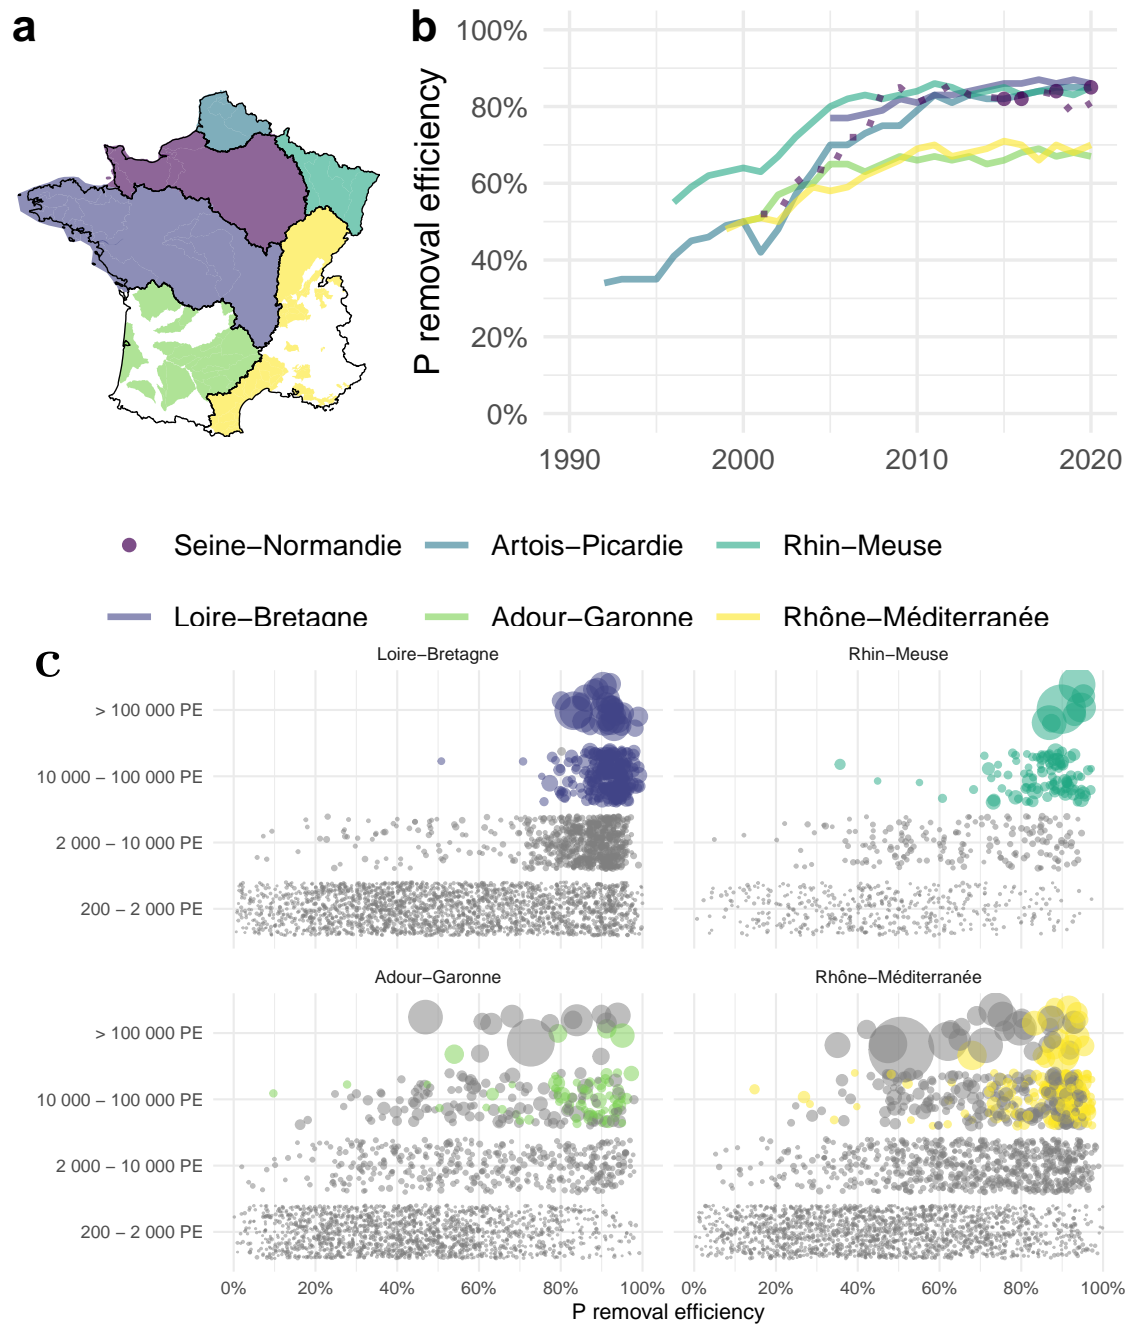 a
b
100%
80%
60%
40%
20%
0%
P removal efficiency
1990 2000 2010 2020
Seine−Normandie Artois−Picardie Rhin−Meuse
Loire−Bretagne Adour−Garonne Rhône−Méditerranée
c
Loire−Bretagne Rhin−Meuse
> 100 000 PE
10 000 − 100 000 PE
2 000 − 10 000 PE
200 − 2 000 PE
Adour−Garonne Rhône−Méditerranée
> 100 000 PE
10 000 − 100 000 PE
2 000 − 10 000 PE
200 − 2 000 PE
0% 20% 40% 60% 80% 100% 0% 20% 40% 60% 80% 100%
P removal efficiency